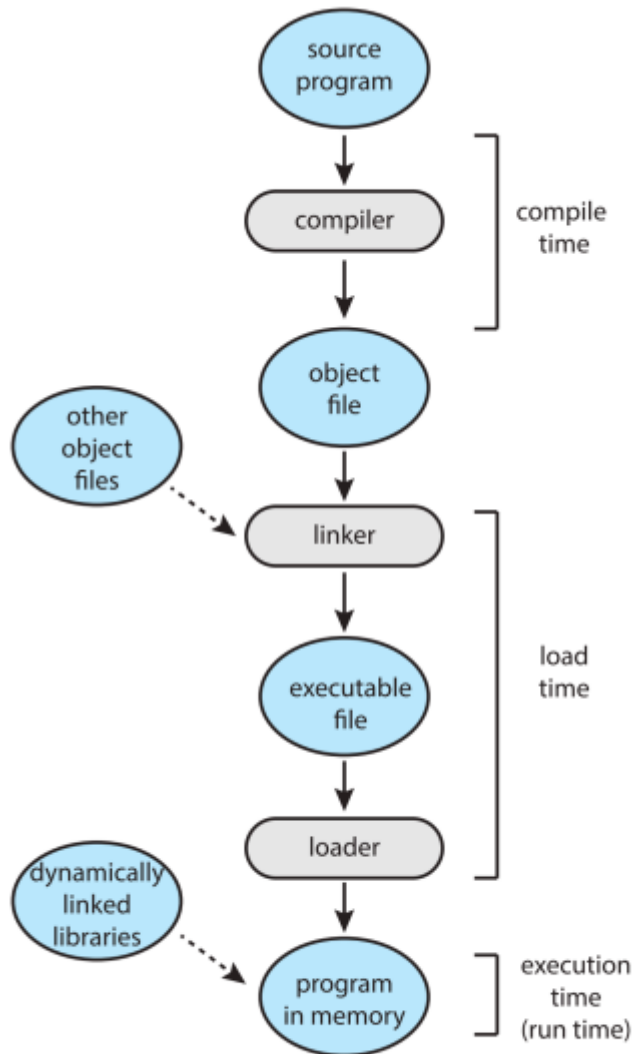 source
program
compiler
compile
time
object
file
other
object
files
linker
executable
file
load
time
loader
dynamically
linked
libraries
program
in memory
execution
time
(run time)